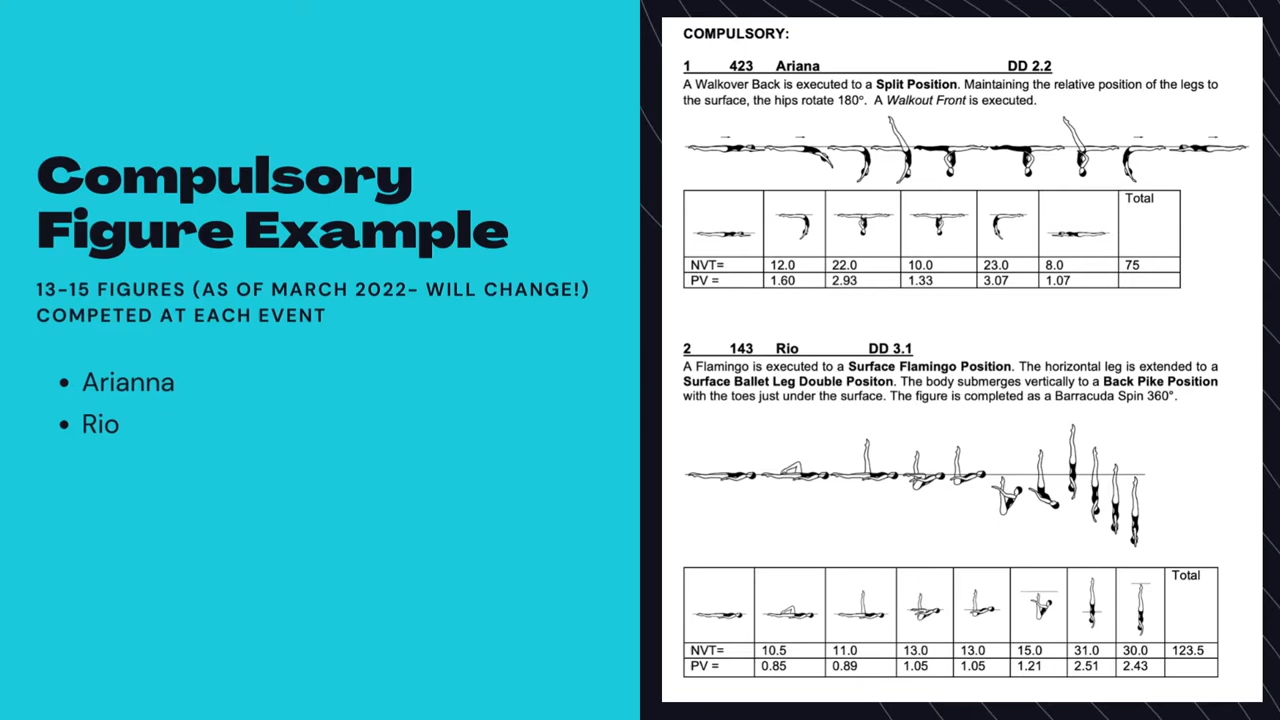 Compulsory
Figure Example
13-15 FIGURES (AS OF MARCH 2022- WILL CHANGE!)
COMPETED AT EACH EVENT
• Arianna
• Rio
COMPULSORY:
1 423 Ariana DD 2.2
A Walkover Back is executed to a Split Position. Maintaining the relative position of the legs to
the surface, the hips rotate 180°. A Walkout Front is executed.
Total
NVT= 12.0 22.0 10.0 23.0 8.0 75
PV = 1.60 2.93 1.33 3.07 1.07
2 143 Rio DD 3.1
A Flamingo is executed to a Surface Flamingo Position. The horizontal leg is extended to a
Surface Ballet Leg Double Positon. The body submerges vertically to a Back Pike Position
with the toes just under the surface. The figure is completed as a Barracuda Spin 360°.
Total
NVT= 10.5 11.0 13.0 13.0 15.0 31.0 30.0 123.5
PV = 0.85 0.89 1.05 1.05 1.21 2.51 2.43